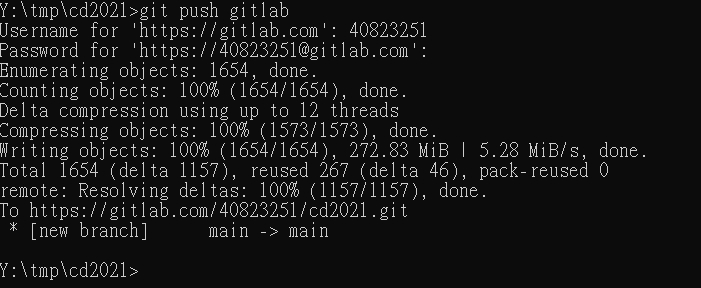 Y:\tmp\cd2021>git push gitlab
Username for 'https://gitlab.com': 40823251
Password for 'https://40823251@gitlab.com':
Enumerating objects: 1654, done.
Counting objects: 100% (1654/1654), done.
Delta compression using up to 12 threads
Compressing objects: 100% (1573/1573), done.
Writing objects: 100% (1654/1654), 272.83 MiB | 5.28 MiB/s, done.
Total 1654 (delta 1157), reused 267 (delta 46), pack-reused 0
remote: Resolving deltas: 100% (1157/1157), done.
To https://gitlab.com/40823251/cd2021.git
 * [new branch]      main -> main
Y:\tmp\cd2021>